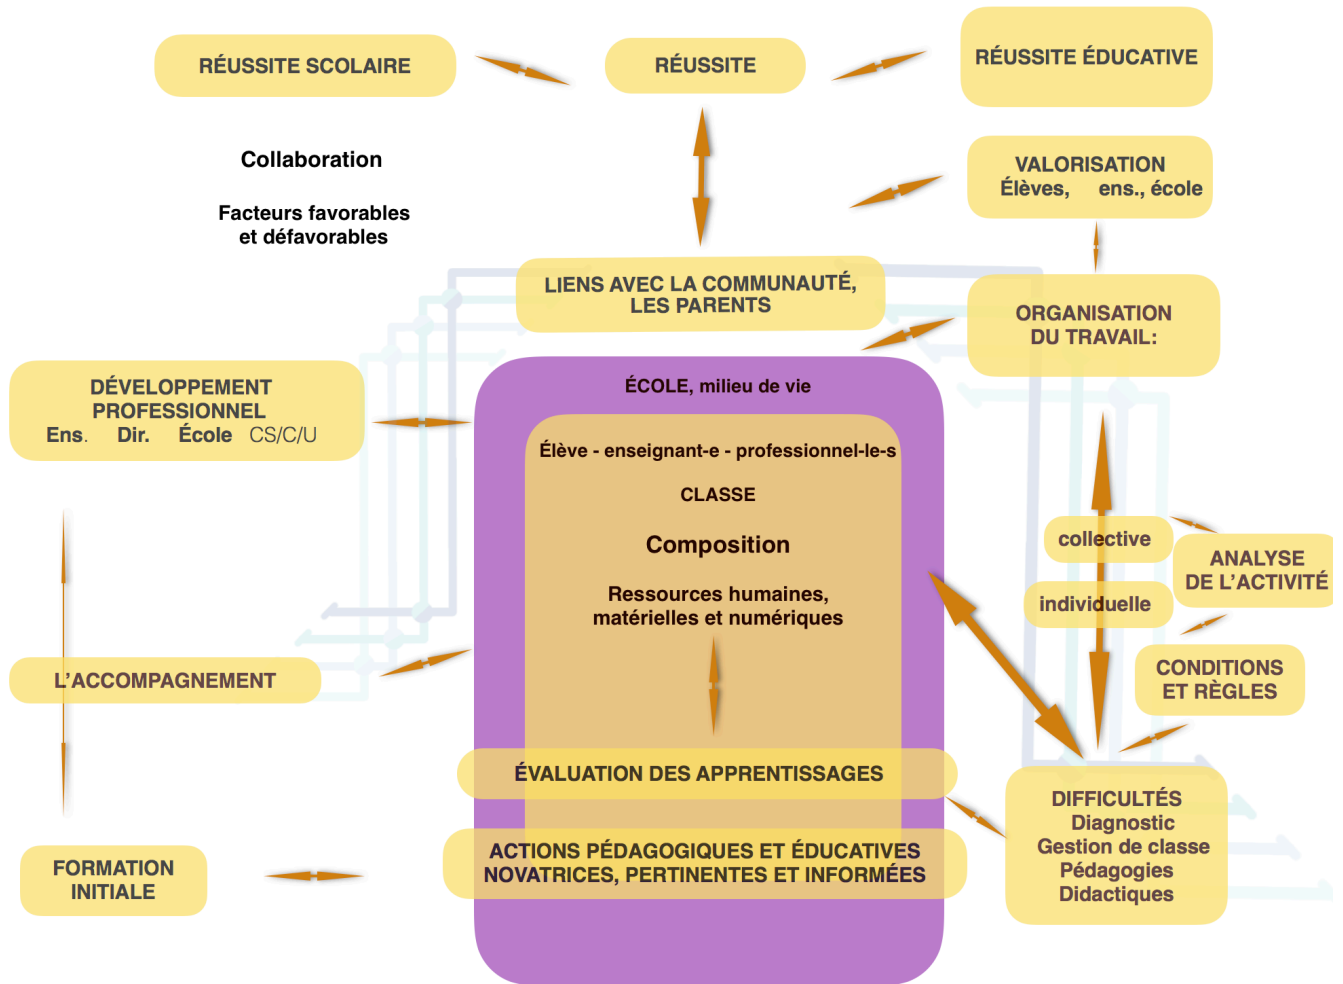 RÉUSSITE SCOLAIRE
RÉUSSITE
RÉUSSITE ÉDUCATIVE
Collaboration
Facteurs favorables
et défavorables
VALORISATION
Élèves, ens., école
LIENS AVEC LA COMMUNAUTÉ,
LES PARENTS
ORGANISATION
DU TRAVAIL:
DÉVELOPPEMENT
PROFESSIONNEL
Ens. Dir. École CS/C/U
ÉCOLE, milieu de vie
Élève - enseignant-e - professionnel-le-s
CLASSE
Composition
Ressources humaines,
matérielles et numériques
collective
individuelle
ANALYSE
DE L'ACTIVITÉ
CONDITIONS
ET RÈGLES
L'ACCOMPAGNEMENT
ÉVALUATION DES APPRENTISSAGES
DIFFICULTÉS
Diagnostic
Gestion de classe
Pédagogies
Didactiques
FORMATION
INITIALE
ACTIONS PÉDAGOGIQUES ET ÉDUCATIVES
NOVATRICES, PERTINENTES ET INFORMÉES